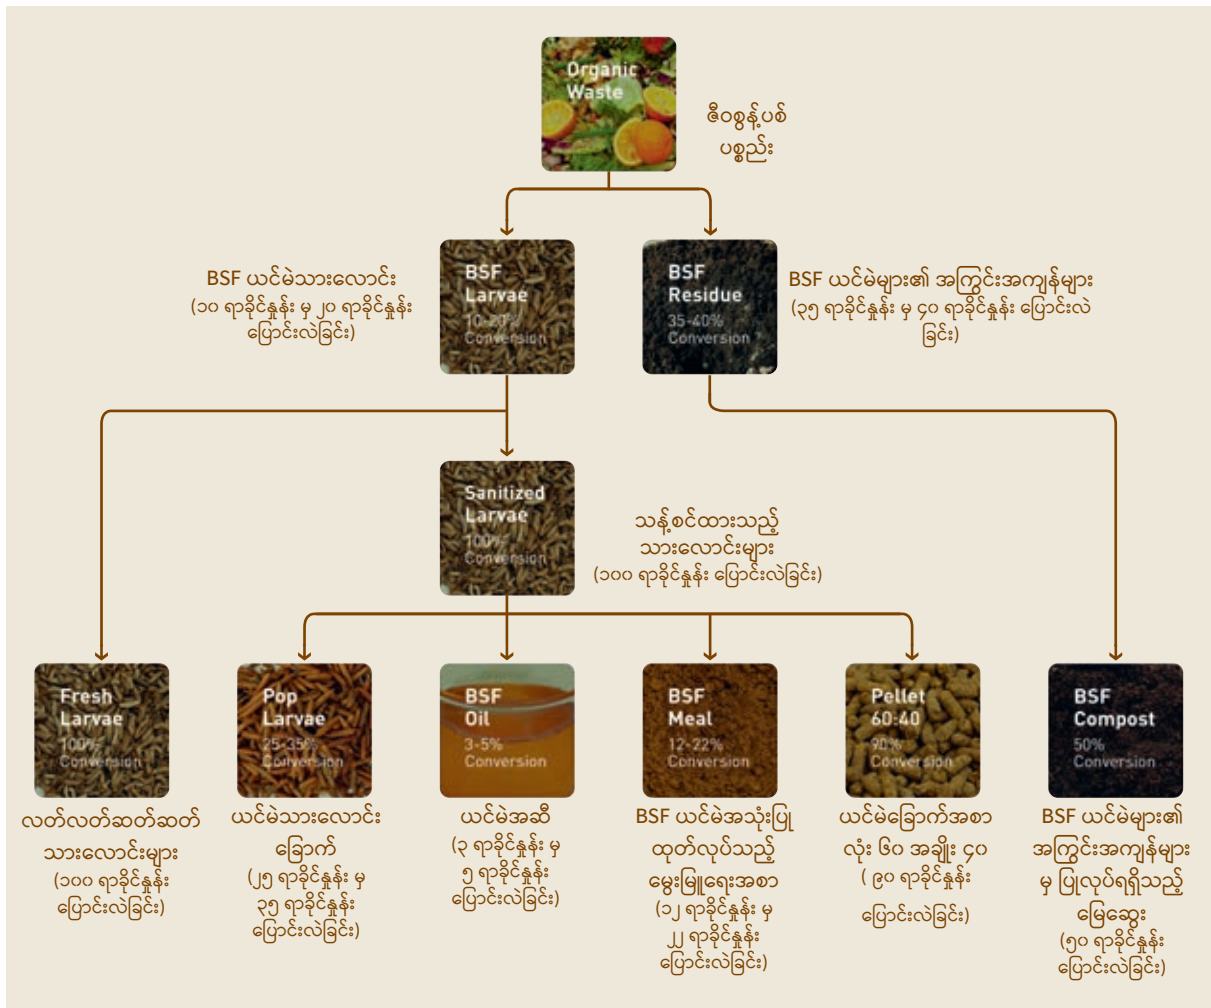 Organic
Waste
ဇီဝစွန့်ပစ်
ပစ္စည်း
BSF ယင်မဲသားလောင်း
(၁၀ ရာခိုင်နှုန်း မှ ၂၀ ရာခိုင်နှုန်း
ပြောင်းလဲခြင်း)
BSF
Larvae
10-20%
Conversion
BSF
Residue
35-40%
Conversion
BSF ယင်မဲများ၏ အကြွင်းအကျန်များ
(၃၅ ရာခိုင်နှုန်း မှ ၄၀ ရာခိုင်နှုန်း ပြောင်းလဲ
ခြင်း)
Sanitized
Larvae
100%
Conversion
သန့်စင်ထားသည့်
သားလောင်းများ
(၁၀၀ ရာခိုင်နှုန်း ပြောင်းလဲခြင်း)
Fresh
Larvae
100%
Conversion
လတ်လတ်ဆတ်ဆတ်
သားလောင်းများ
(၁၀၀ ရာခိုင်နှုန်း
ပြောင်းလဲခြင်း)
Pop
Larvae
25-35%
Conversion
ယင်မဲသားလောင်း
ခြောက်
(၂၅ ရာခိုင်နှုန်း မှ
၃၅ ရာခိုင်နှုန်း
ပြောင်းလဲခြင်း)
BSF
Oil
3-5%
Conversion
ယင်မဲအဆီ
(၃ ရာခိုင်နှုန်း မှ
၅ ရာခိုင်နှုန်း
ပြောင်းလဲခြင်း)
BSF
Meal
12-22%
Conversion
BSF ယင်မဲအသုံးပြု
ထုတ်လုပ်သည့်
မွေးမြူရေးအစာ
(၁၂ ရာခိုင်နှုန်း မှ
၂၂ ရာခိုင်နှုန်း
ပြောင်းလဲခြင်း)
Pellet
60:40
90%
Conversion
ယင်မဲခြောက်အစာ
လုံး ၆၀ အချိုး ၄၀
( ၉၀ ရာခိုင်နှုန်း
ပြောင်းလဲခြင်း)
BSF
Compost
50%
Conversion
BSF ယင်မဲများ၏
အကြွင်းအကျန်များ
မှ ပြုလုပ်ရရှိသည့်
မြေဆွေး
(၅၀ ရာခိုင်နှုန်း
ပြောင်းလဲခြင်း)